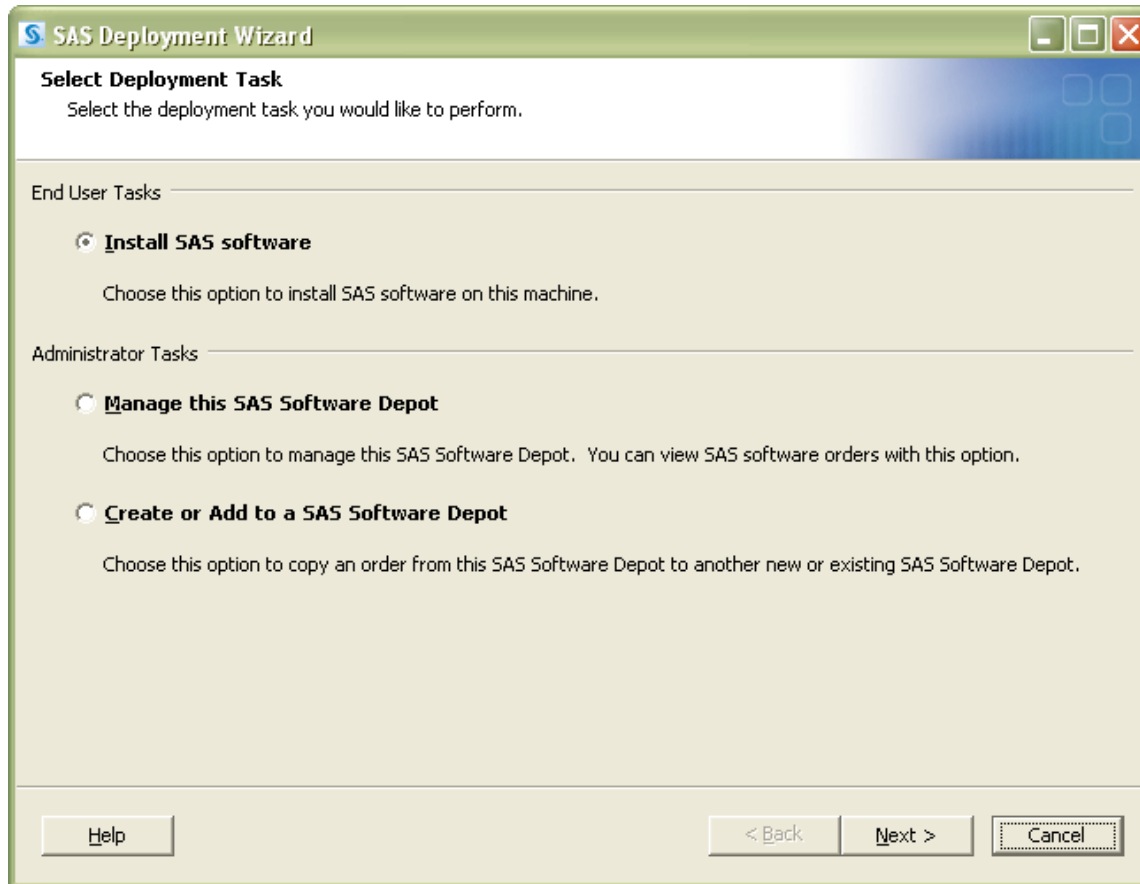 SAS Deployment Wizard
Select Deployment Task
Select the deployment task you would like to perform.
End User Tasks
Install SAS software
Choose this option to install SAS software on this machine.
Administrator Tasks
Manage this SAS Software Depot
Choose this option to manage this SAS Software Depot.  You can view SAS software orders with this option.
Create or Add to a SAS Software Depot
Choose this option to copy an order from this SAS Software Depot to another new or existing SAS Software Depot.
Help
< Back
Next >
Cancel